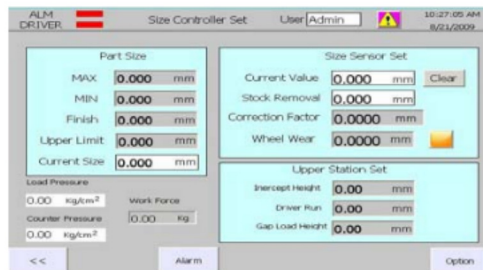 ALM
DRIVER
Size Controller Set
User Admin
10:27:05 AM
8/21/2009
Part Size
MAX 0.000 mm
MIN 0.000 mm
Finish 0.000 mm
Upper Limit 0.000 mm
Current Size 0.000 mm
Size Sensor Set
Current Value 0.000 mm Clear
Stock Removal 0.000 mm
Correction Factor 0.0000 mm
Wheel Wear 0.0000 mm
Upper Station Set
Inercept Height 0.00 mm
Driver Run 0.00 mm
Gap Load Height 0.00 mm
Load Pressure
0.00 Kg/cm²
Work Force
0.00 Kg
Counter Pressure
0.00 Kg/cm²
<< Alarm Option